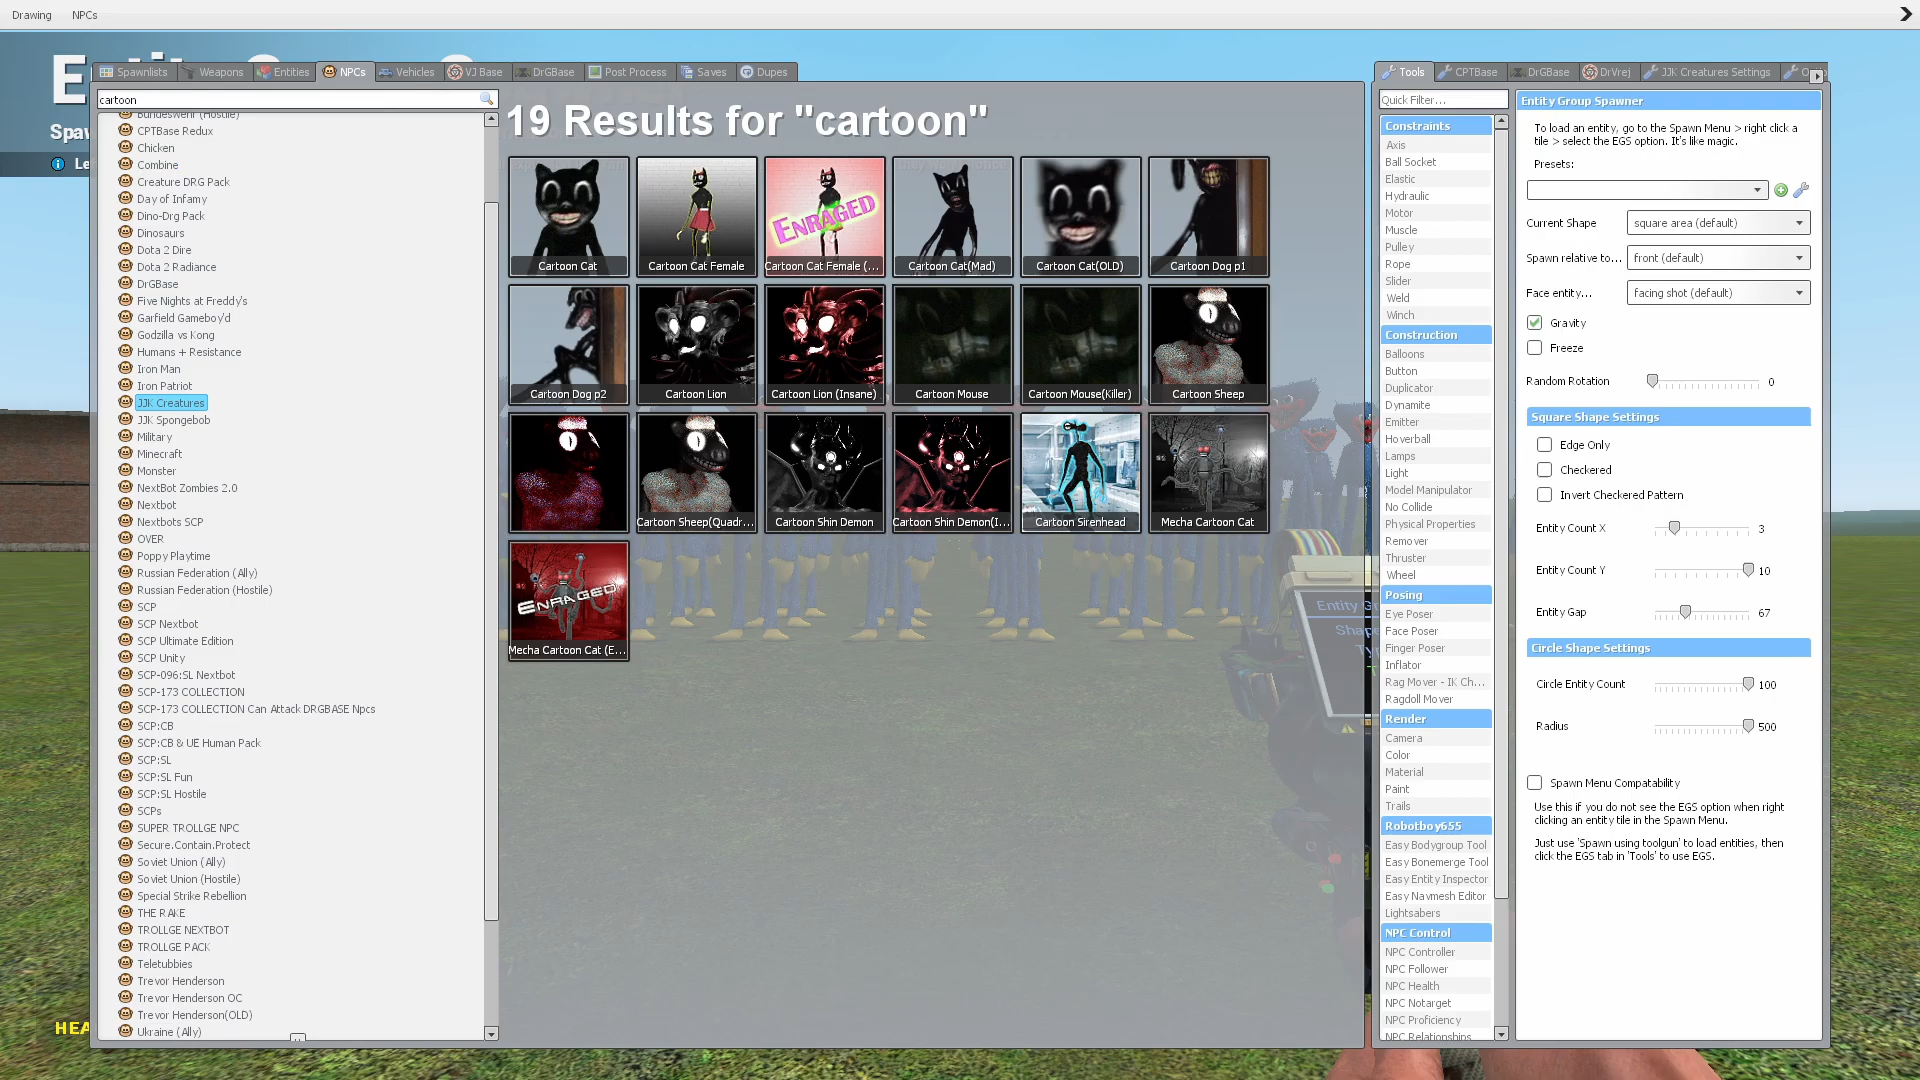 Drawing NPCs
Spawnlists Weapons Entities NPCs Vehicles VJ Base DrGBase Post Process Saves Dupes
cartoon
Bundeswehr (Hostile)
CPTBase Redux
Chicken
Combine
Creature DRG Pack
Day of Infamy
Dino-Drg Pack
Dinosaurs
Dota 2 Dire
Dota 2 Radiance
DrGBase
Five Nights at Freddy's
Garfield Gameboy'd
Godzilla vs Kong
Humans + Resistance
Iron Man
Iron Patriot
JJK Creatures
JJK Spongebob
Military
Minecraft
Monster
NextBot Zombies 2.0
Nextbot
Nextbots SCP
OVER
Poppy Playtime
Russian Federation (Ally)
Russian Federation (Hostile)
SCP
SCP Nextbot
SCP Ultimate Edition
SCP Unity
SCP-096:SL Nextbot
SCP-173 COLLECTION
SCP-173 COLLECTION Can Attack DRGBASE Npcs
SCP:CB
SCP:CB & UE Human Pack
SCP:SL
SCP:SL Fun
SCP:SL Hostile
SCPs
SUPER TROLLGE NPC
Secure.Contain.Protect
Soviet Union (Ally)
Soviet Union (Hostile)
Special Strike Rebellion
THE RAKE
TROLLGE NEXTBOT
TROLLGE PACK
Teletubbies
Trevor Henderson
Trevor Henderson OC
Trevor Henderson(OLD)
Ukraine (Ally)
19 Results for "cartoon"
Cartoon Cat Cartoon Cat Female Cartoon Cat Female (... Cartoon Cat(Mad) Cartoon Cat(OLD) Cartoon Dog p1
ENRAGED
Cartoon Dog p2 Cartoon Lion Cartoon Lion (Insane) Cartoon Mouse Cartoon Mouse(Killer) Cartoon Sheep
Cartoon Sheep(Quadr... Cartoon Shin Demon Cartoon Shin Demon(I... Cartoon Sirenhead Mecha Cartoon Cat
ENRAGED
Mecha Cartoon Cat (E...
Tools CPTBase DrGBase DrVrej JJK Creatures Settings
Quick Filter...
Constraints
Axis
Ball Socket
Elastic
Hydraulic
Motor
Muscle
Pulley
Rope
Slider
Weld
Winch
Construction
Balloons
Button
Duplicator
Dynamite
Emitter
Hoverball
Lamps
Light
Model Manipulator
No Collide
Physical Properties
Remover
Thruster
Wheel
Posing
Eye Poser
Face Poser
Finger Poser
Inflator
Rag Mover - IK Ch...
Ragdoll Mover
Render
Camera
Color
Material
Paint
Trails
Robotboy655
Easy Bodygroup Tool
Easy Bonemerge Tool
Easy Entity Inspector
Easy Navmesh Editor
Lightsabers
NPC Control
NPC Controller
NPC Follower
NPC Health
NPC Notarget
NPC Proficiency
NPC Relationships
Entity Group Spawner
To load an entity, go to the Spawn Menu > right click a
tile > select the EGS option. It's like magic.
Presets:
Current Shape square area (default)
Spawn relative to... front (default)
Face entity... facing shot (default)
Gravity
Freeze
Random Rotation 0
Square Shape Settings
Edge Only
Checkered
Invert Checkered Pattern
Entity Count X 3
Entity Count Y 10
Entity Gap 67
Circle Shape Settings
Circle Entity Count 100
Radius 500
Spawn Menu Compatability
Use this if you do not see the EGS option when right
clicking an entity tile in the Spawn Menu.
Just use 'Spawn using toolgun' to load entities, then
click the EGS tab in 'Tools' to use EGS.